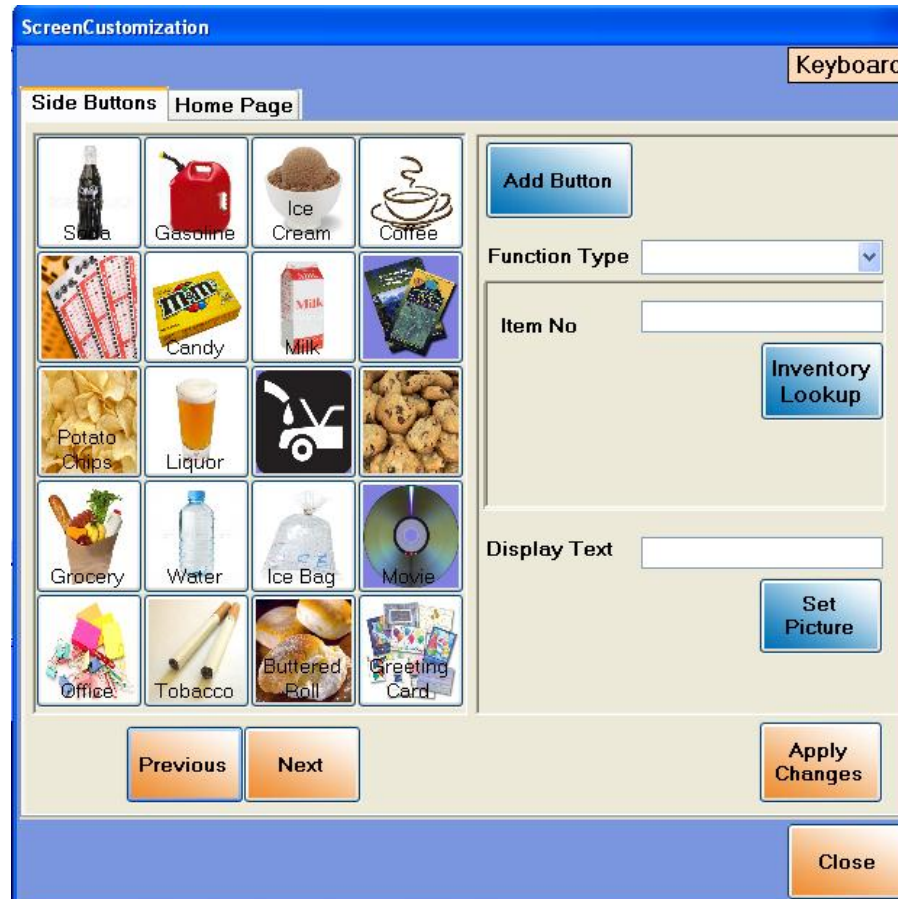 ScreenCustomization
Keyboard
Side Buttons
Home Page
Soda
Gasoline
Ice
Cream
Coffee
m&m's
Candy
Milk
Milk
Potato
Chips
Liquor
Grocery
Water
Ice Bag
Movie
Office
Tobacco
Buttered
Roll
Greeting
Card
Previous
Next
Add Button
Function Type
Item No
Inventory
Lookup
Display Text
Set
Picture
Apply
Changes
Close